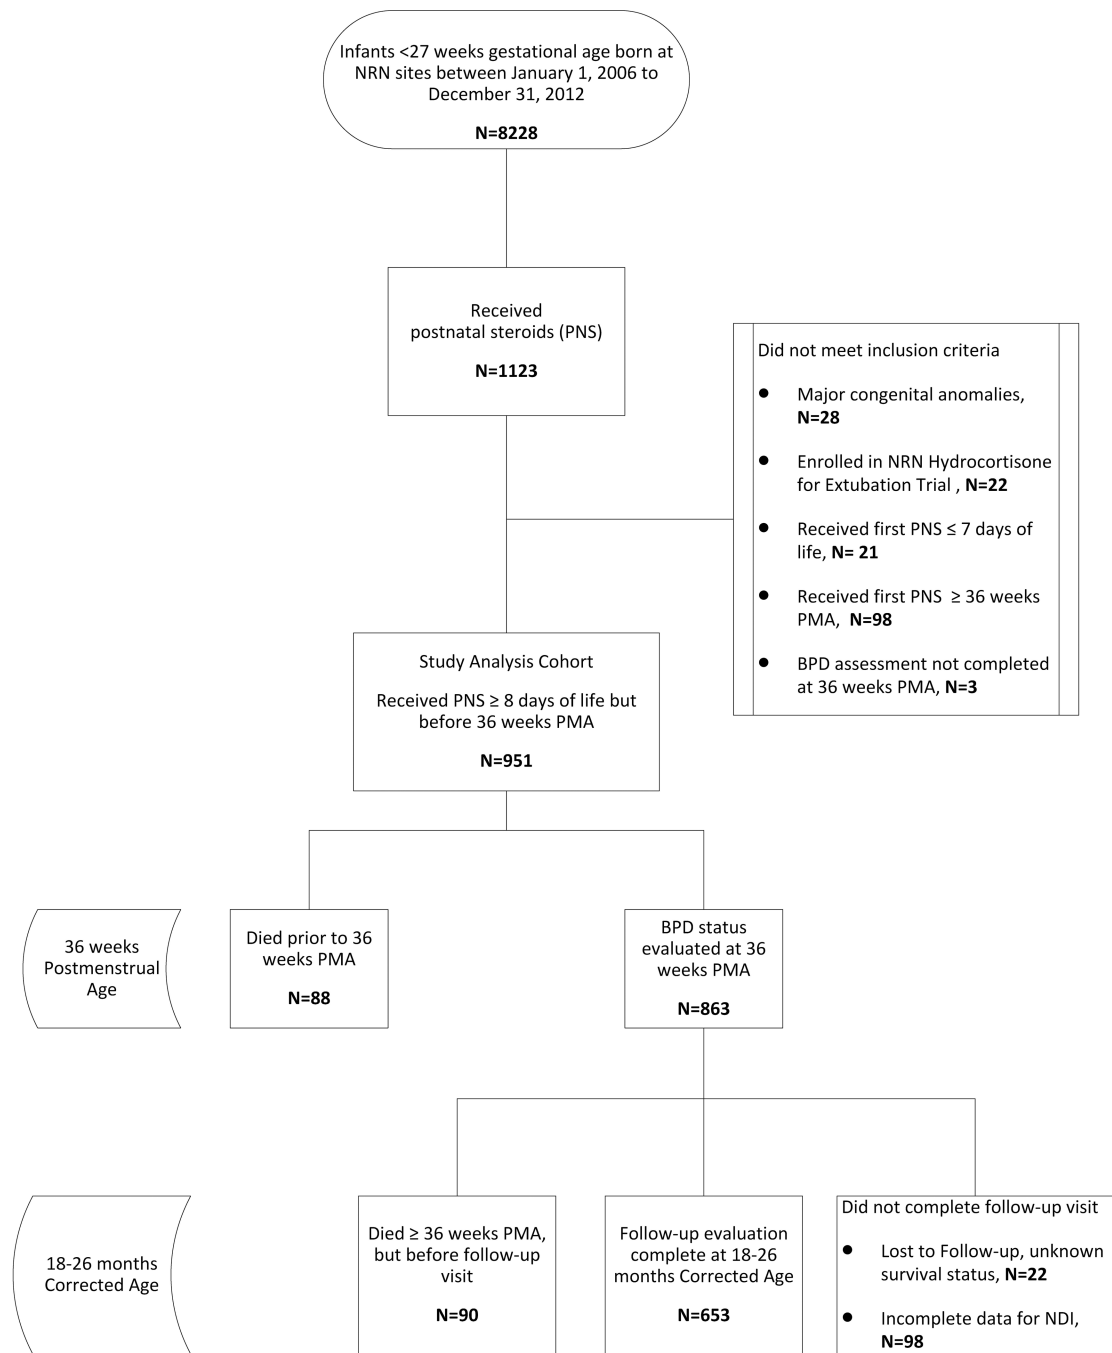 Infants <27 weeks gestational age born at
NRN sites between January 1, 2006 to
December 31, 2012
N=8228
Received
postnatal steroids (PNS)
N=1123
Did not meet inclusion criteria
● Major congenital anomalies,
N=28
● Enrolled in NRN Hydrocortisone
for Extubation Trial , N=22
● Received first PNS ≤ 7 days of
life, N= 21
● Received first PNS ≥ 36 weeks
PMA, N=98
● BPD assessment not completed
at 36 weeks PMA, N=3
Study Analysis Cohort
Received PNS ≥ 8 days of life but
before 36 weeks PMA
N=951
36 weeks
Postmenstrual
Age
Died prior to 36
weeks PMA
N=88
BPD status
evaluated at 36
weeks PMA
N=863
18-26 months
Corrected Age
Died ≥ 36 weeks PMA,
but before follow-up
visit
N=90
Follow-up evaluation
complete at 18-26
months Corrected Age
N=653
Did not complete follow-up visit
● Lost to Follow-up, unknown
survival status, N=22
● Incomplete data for NDI,
N=98